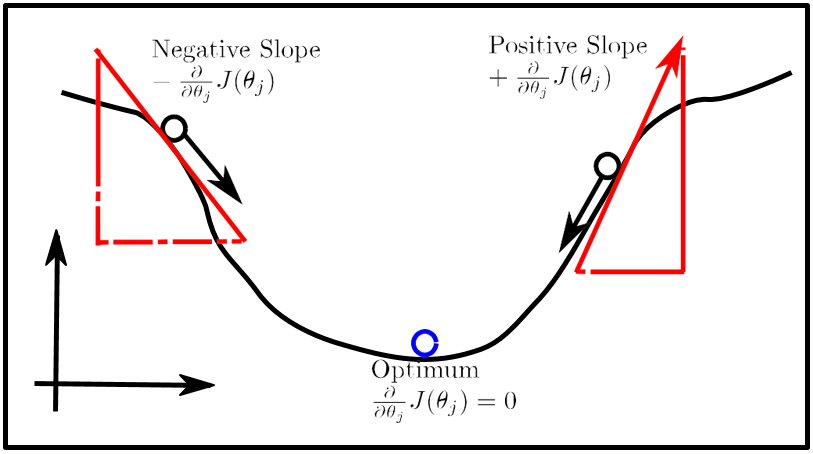 Negative Slope
− ∂/∂θⱼ J(θⱼ)
Positive Slope
+ ∂/∂θⱼ J(θⱼ)
Optimum
∂/∂θⱼ J(θⱼ) = 0